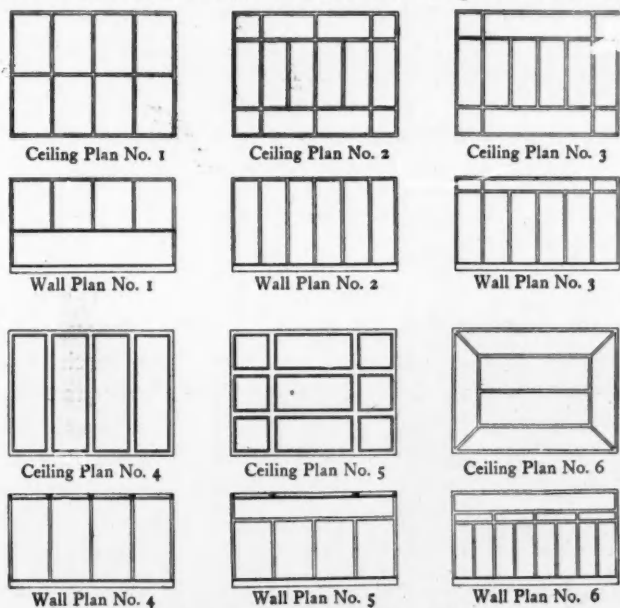 Ceiling Plan No. 1
Ceiling Plan No. 2
Ceiling Plan No. 3
Wall Plan No. 1
Wall Plan No. 2
Wall Plan No. 3
Ceiling Plan No. 4
Ceiling Plan No. 5
Ceiling Plan No. 6
Wall Plan No. 4
Wall Plan No. 5
Wall Plan No. 6